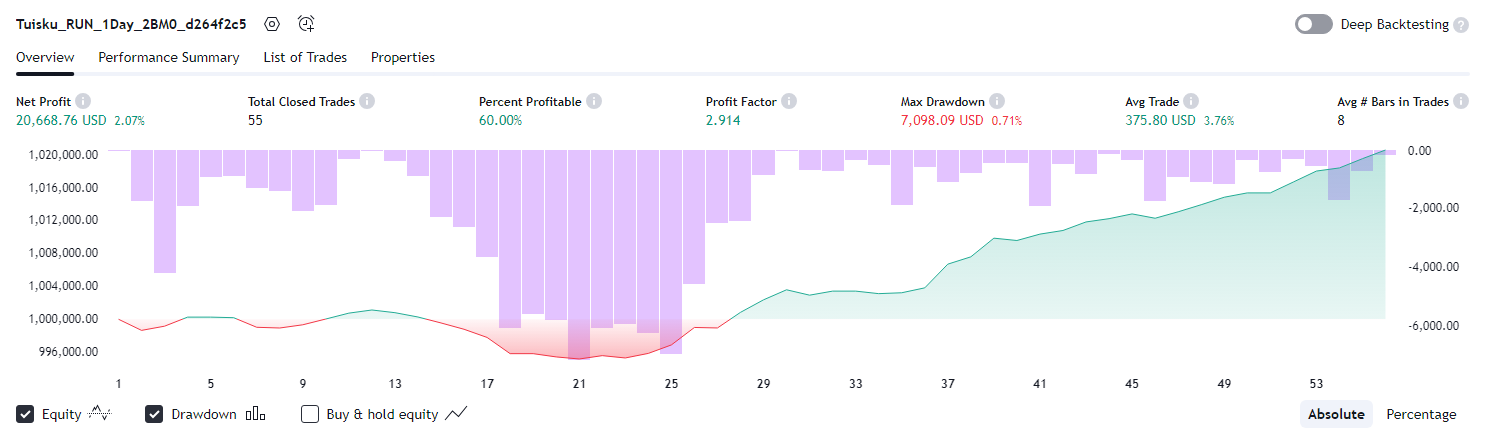 Tuisku_RUN_1Day_2BM0_d264f2c5 Deep Backtesting ?
Overview Performance Summary List of Trades Properties
Net Profit i Total Closed Trades i Percent Profitable i Profit Factor i Max Drawdown i Avg Trade i Avg # Bars in Trades i
20,668.76 USD 2.07% 55 60.00% 2.914 7,098.09 USD 0.71% 375.80 USD 3.76% 8
1,020,000.00 0.00
1,016,000.00
1,012,000.00 -2,000.00
1,008,000.00
1,004,000.00 -4,000.00
1,000,000.00 -6,000.00
996,000.00
1 5 9 13 17 21 25 29 33 37 41 45 49 53
Equity Drawdown Buy & hold equity Absolute Percentage